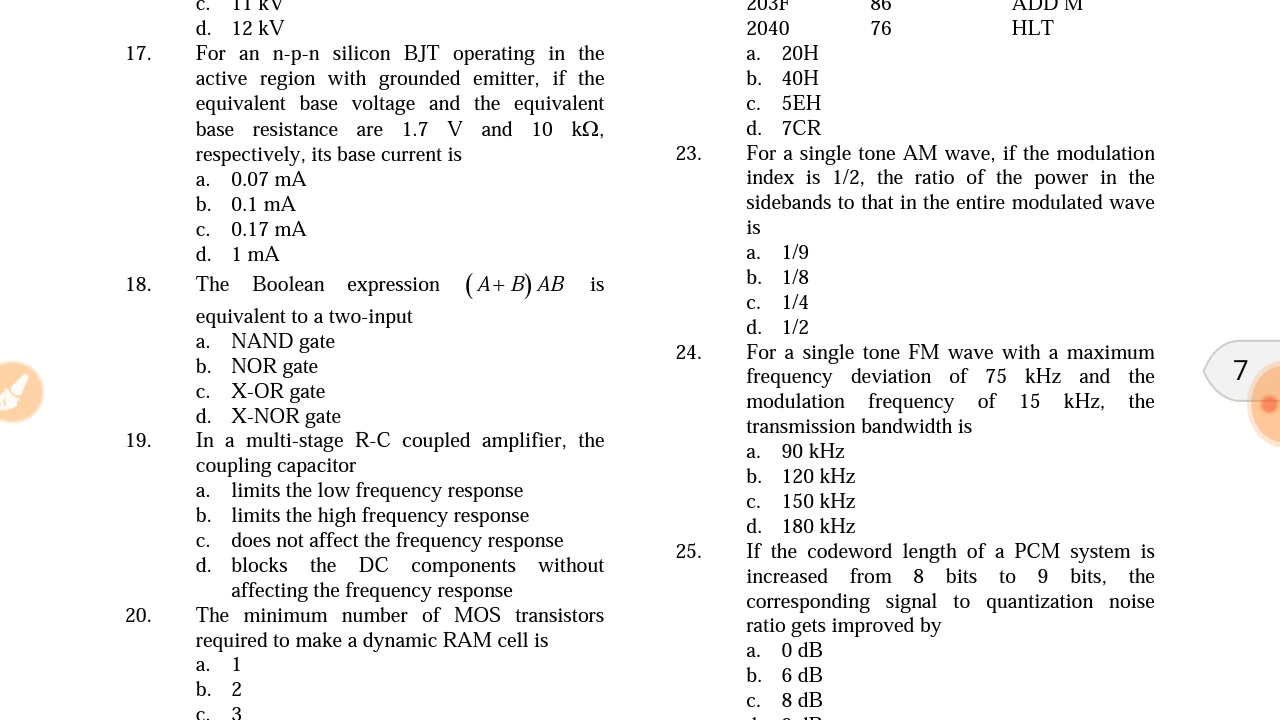 c. 11 kV
d. 12 kV
17. For an n-p-n silicon BJT operating in the
active region with grounded emitter, if the
equivalent base voltage and the equivalent
base resistance are 1.7 V and 10 kΩ,
respectively, its base current is
a. 0.07 mA
b. 0.1 mA
c. 0.17 mA
d. 1 mA
18. The Boolean expression (A+ B) AB is
equivalent to a two-input
a. NAND gate
b. NOR gate
c. X-OR gate
d. X-NOR gate
19. In a multi-stage R-C coupled amplifier, the
coupling capacitor
a. limits the low frequency response
b. limits the high frequency response
c. does not affect the frequency response
d. blocks the DC components without
affecting the frequency response
20. The minimum number of MOS transistors
required to make a dynamic RAM cell is
a. 1
b. 2
c. 3
203F 86 ADD M
2040 76 HLT
a. 20H
b. 40H
c. 5EH
d. 7CR
23. For a single tone AM wave, if the modulation
index is 1/2, the ratio of the power in the
sidebands to that in the entire modulated wave
is
a. 1/9
b. 1/8
c. 1/4
d. 1/2
24. For a single tone FM wave with a maximum
frequency deviation of 75 kHz and the
modulation frequency of 15 kHz, the
transmission bandwidth is
a. 90 kHz
b. 120 kHz
c. 150 kHz
d. 180 kHz
25. If the codeword length of a PCM system is
increased from 8 bits to 9 bits, the
corresponding signal to quantization noise
ratio gets improved by
a. 0 dB
b. 6 dB
c. 8 dB
7